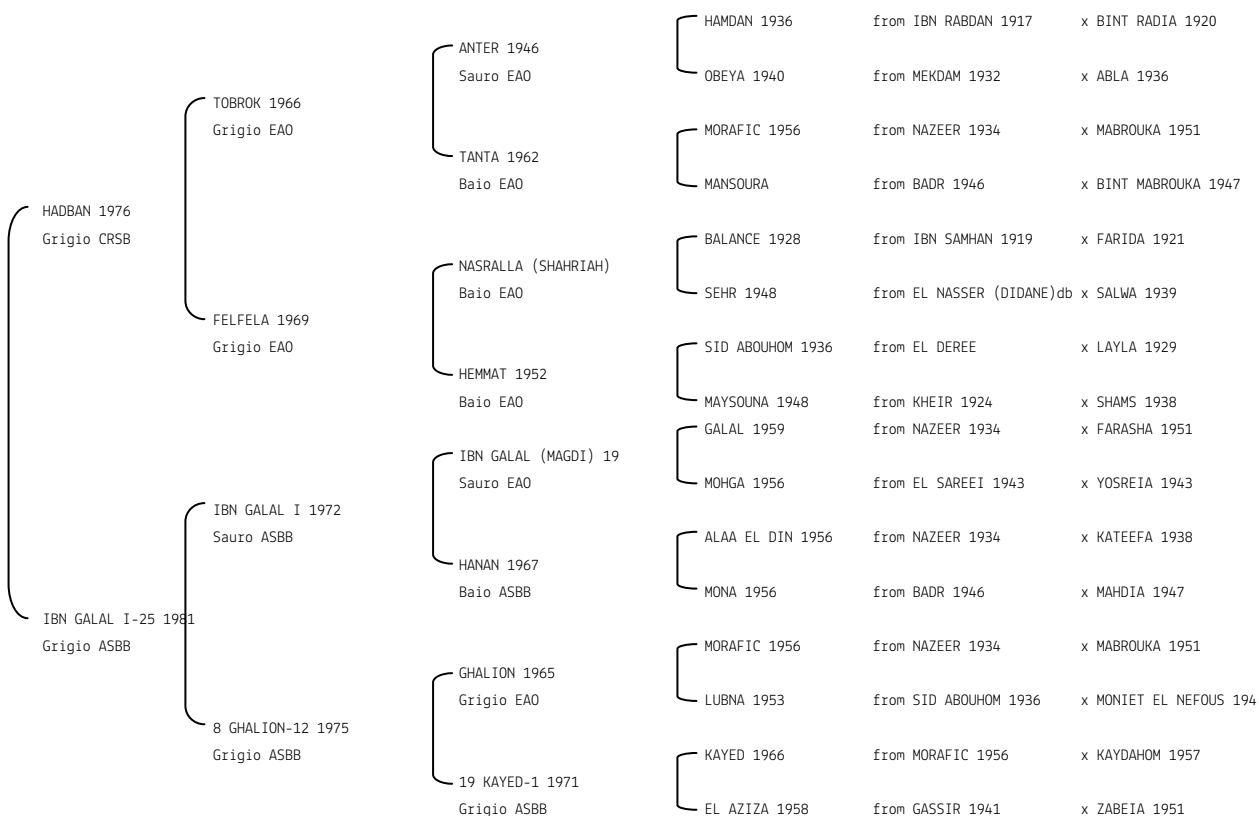 HAMDAN 1936 from IBN RABDAN 1917 x BINT RADIA 1920
ANTER 1946
Sauro EAO
OBEYA 1940 from MEKDAM 1932 x ABLA 1936
TOBROK 1966
Grigio EAO
MORAFIC 1956 from NAZEER 1934 x MABROUKA 1951
TANTA 1962
Baio EAO
MANSOURA from BADR 1946 x BINT MABROUKA 1947
HADBAN 1976
Grigio CRSB
BALANCE 1928 from IBN SAMHAN 1919 x FARIDA 1921
NASRALLA (SHAHRIAH)
Baio EAO
SEHR 1948 from EL NASSER (DIDANE)db x SALWA 1939
FELFELA 1969
Grigio EAO
SID ABOUHOM 1936 from EL DEREE x LAYLA 1929
HEMMAT 1952
Baio EAO
MAYSOUNA 1948 from KHEIR 1924 x SHAMS 1938
GALAL 1959 from NAZEER 1934 x FARASHA 1951
IBN GALAL (MAGDI) 19
Sauro EAO
MOHGA 1956 from EL SAREEI 1943 x YOSREIA 1943
IBN GALAL I 1972
Sauro ASBB
ALAA EL DIN 1956 from NAZEER 1934 x KATEEFA 1938
HANAN 1967
Baio ASBB
MONA 1956 from BADR 1946 x MAHDIA 1947
IBN GALAL I-25 1981
Grigio ASBB
MORAFIC 1956 from NAZEER 1934 x MABROUKA 1951
GHALION 1965
Grigio EAO
LUBNA 1953 from SID ABOUHOM 1936 x MONIET EL NEFOUS 194
8 GHALION-12 1975
Grigio ASBB
KAYED 1966 from MORAFIC 1956 x KAYDAHOM 1957
19 KAYED-1 1971
Grigio ASBB
EL AZIZA 1958 from GASSIR 1941 x ZABEIA 1951